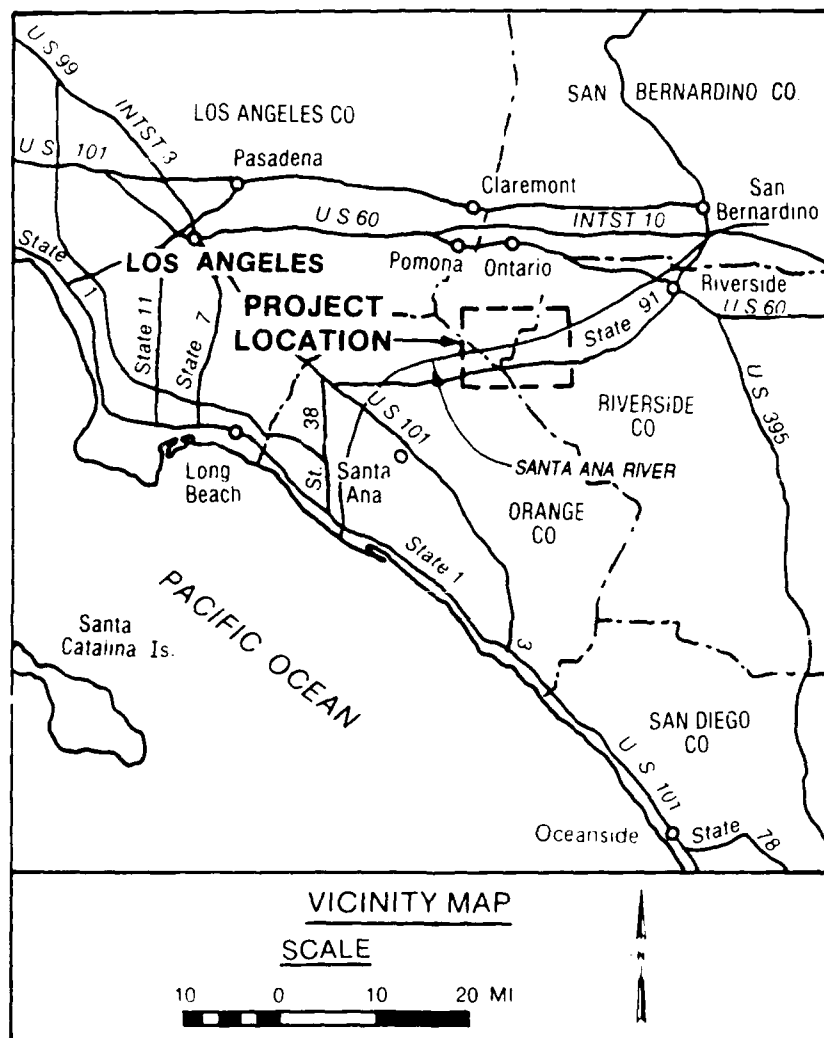 US 99
INTST 3
LOS ANGELES CO
SAN BERNARDINO CO.
U S 101
Pasadena
Claremont
San
Bernardino
U S 60
INTST 10
State 1
LOS ANGELES
Pomona
Ontario
Riverside
U S 60
PROJECT
LOCATION
State 91
State 11
State 7
St. 38
U S 101
RIVERSIDE
CO
U S 395
Long
Beach
Santa
Ana
SANTA ANA RIVER
ORANGE
CO
State 1
PACIFIC OCEAN
Santa
Catalina Is.
3
SAN DIEGO
CO
U S 101
Oceanside
State 78
VICINITY MAP
SCALE
N
10 0 10 20 MI